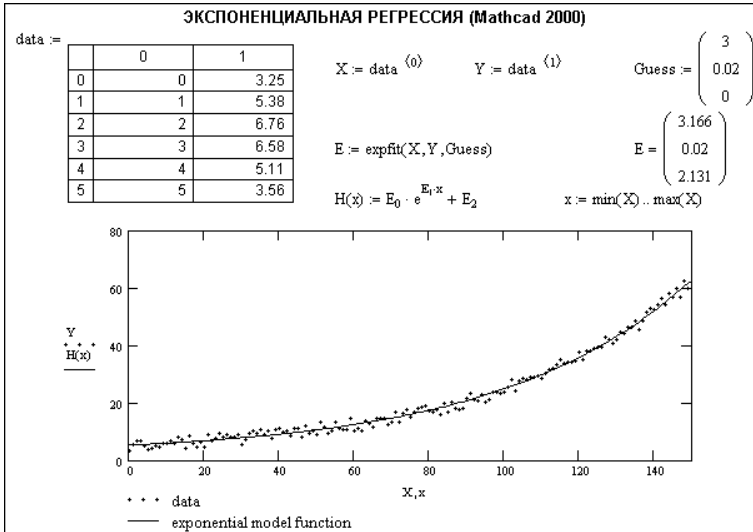 ЭКСПОНЕНЦИАЛЬНАЯ РЕГРЕССИЯ (Mathcad 2000)
data :=
0 1
0 0 3.25
1 1 5.38
2 2 6.76
3 3 6.58
4 4 5.11
5 5 3.56
X := data ⟨0⟩ Y := data ⟨1⟩ Guess := ( 3 0.02 0 )
E := expfit(X,Y,Guess) E = ( 3.166 0.02 2.131 )
H(x) := E₀ · e^(E₁·x) + E₂ x := min(X) .. max(X)
80
60
40
20
0
Y
H(x)
0 20 40 60 80 100 120 140
X,x
data
exponential model function